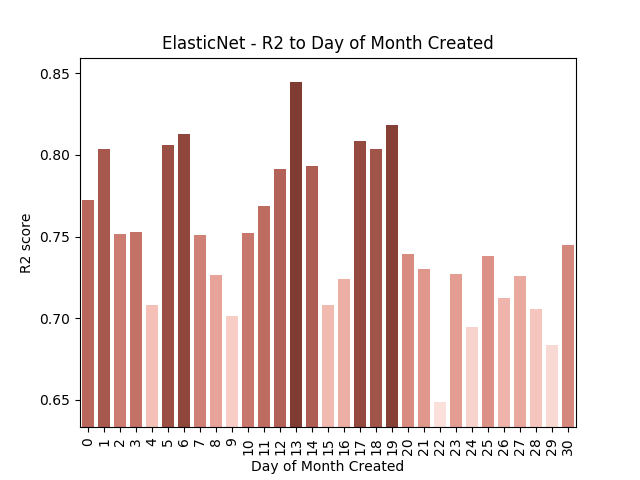 ElasticNet - R2 to Day of Month Created
R2 score
0.85
0.80
0.75
0.70
0.65
0 1 2 3 4 5 6 7 8 9 10 11 12 13 14 15 16 17 18 19 20 21 22 23 24 25 26 27 28 29 30
Day of Month Created